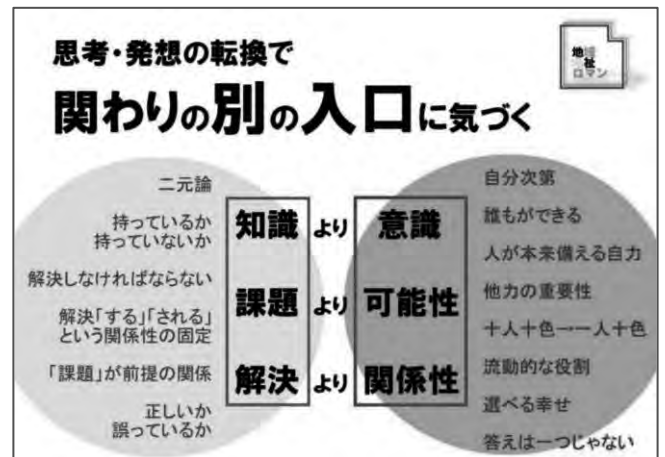 思考・発想の転換で
関わりの別の入口に気づく
地
祉
ロマン
二元論
持っているか
持っていないか
解決しなければならない
解決「する」「される」
という関係性の固定
「課題」が前提の関係
正しいか
誤っているか
知識 より 意識
課題 より 可能性
解決 より 関係性
自分次第
誰もができる
人が本来備える自力
他力の重要性
十人十色→一人十色
流動的な役割
選べる幸せ
答えは一つじゃない